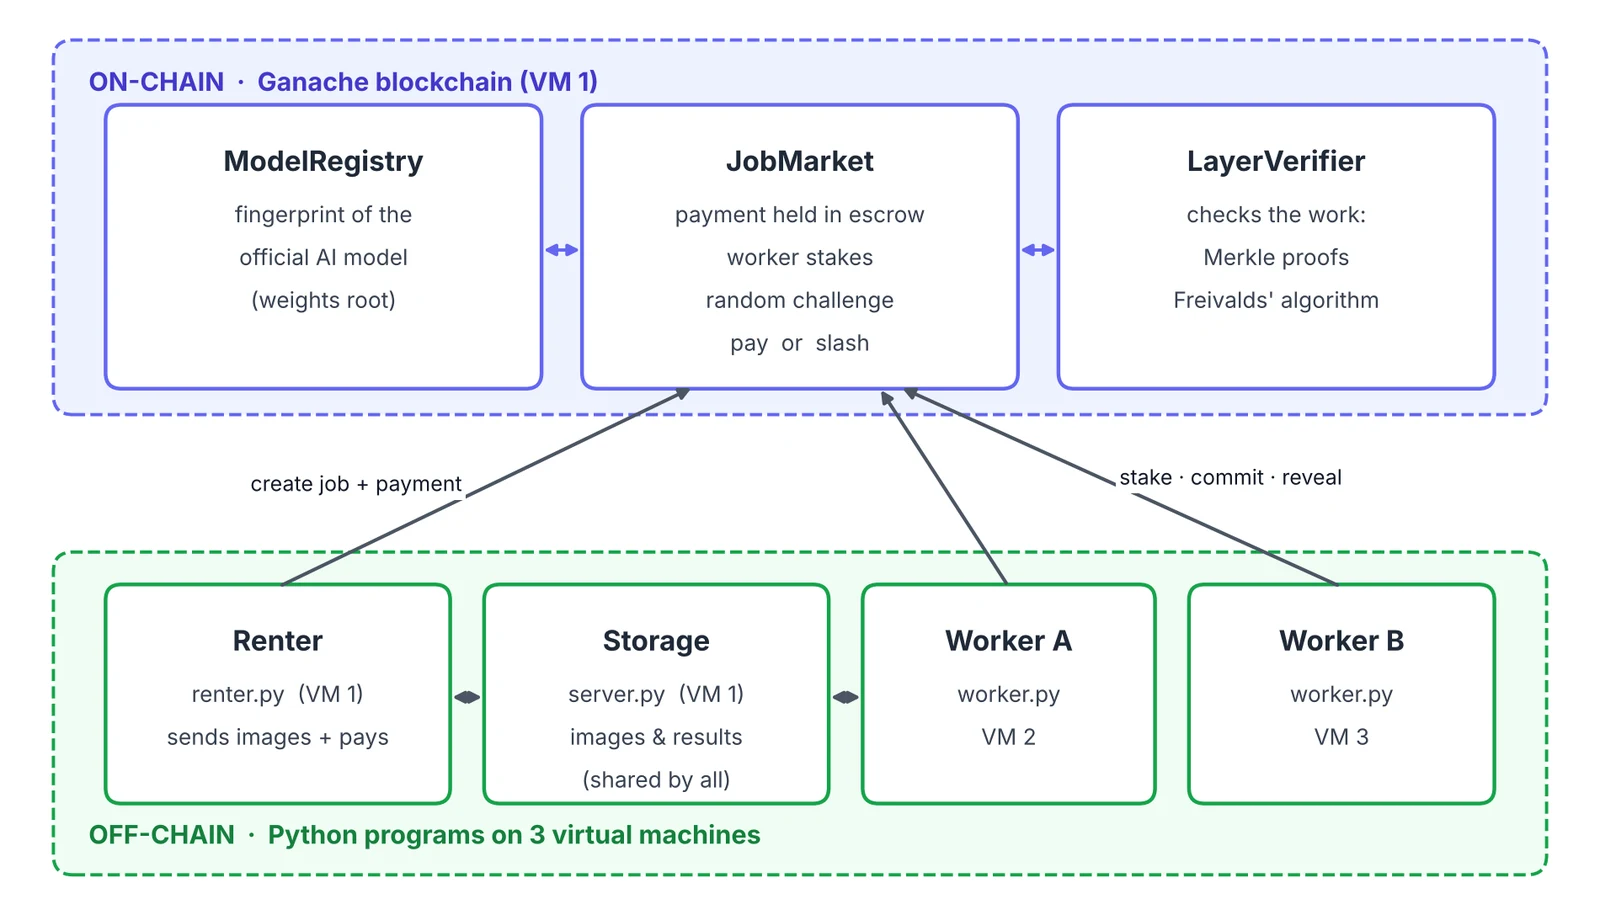 ON-CHAIN · Ganache blockchain (VM 1)
ModelRegistry
fingerprint of the
official AI model
(weights root)
JobMarket
payment held in escrow
worker stakes
random challenge
pay or slash
LayerVerifier
checks the work:
Merkle proofs
Freivalds' algorithm
create job + payment
stake · commit · reveal
Renter
renter.py (VM 1)
sends images + pays
Storage
server.py (VM 1)
images & results
(shared by all)
Worker A
worker.py
VM 2
Worker B
worker.py
VM 3
OFF-CHAIN · Python programs on 3 virtual machines